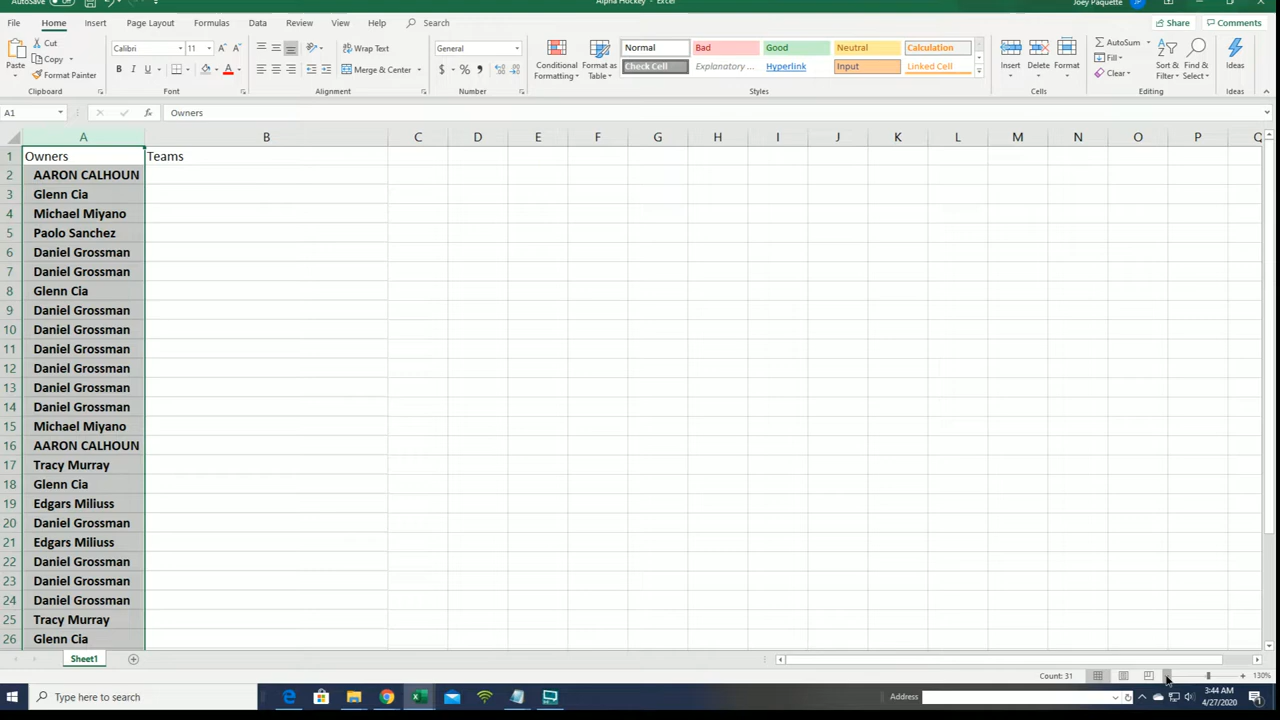 AutoSave Off Alpha Hockey - Excel Joey Paquette JP
File Home Insert Page Layout Formulas Data Review View Help Search Share Comments
Paste Cut Copy Format Painter Clipboard
Calibri 11 A A B I U A Font
ab Wrap Text Merge & Center Alignment
General $ % , Number
Conditional Formatting Format as Table Normal Bad Good Neutral Calculation
Check Cell Explanatory ... Hyperlink Input Linked Cell Styles
Insert Delete Format Cells
AutoSum Fill Clear Sort & Filter Find & Select Editing
Ideas Ideas
A1 fx Owners
A B C D E F G H I J K L M N O P Q
1 Owners Teams
2 AARON CALHOUN
3 Glenn Cia
4 Michael Miyano
5 Paolo Sanchez
6 Daniel Grossman
7 Daniel Grossman
8 Glenn Cia
9 Daniel Grossman
10 Daniel Grossman
11 Daniel Grossman
12 Daniel Grossman
13 Daniel Grossman
14 Daniel Grossman
15 Michael Miyano
16 AARON CALHOUN
17 Tracy Murray
18 Glenn Cia
19 Edgars Miliuss
20 Daniel Grossman
21 Edgars Miliuss
22 Daniel Grossman
23 Daniel Grossman
24 Daniel Grossman
25 Tracy Murray
26 Glenn Cia
Sheet1
Count: 31 130%
Type here to search Address 3:44 AM
4/27/2020